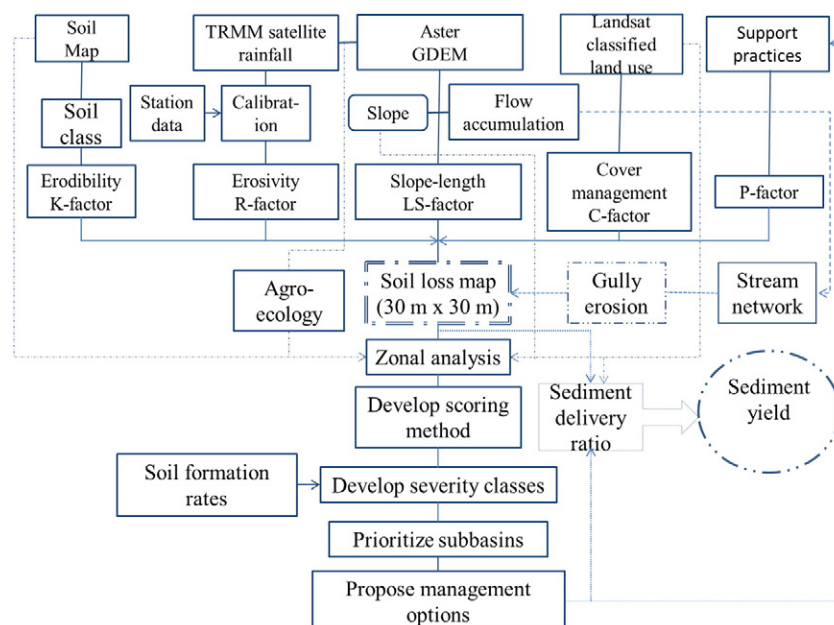 Soil
Map
TRMM satellite
rainfall
Aster
GDEM
Landsat
classified
land use
Support
practices
Soil
class
Station
data
Calibrat-
ion
Slope
Flow
accumulation
Erodibility
K-factor
Erosivity
R-factor
Slope-length
LS-factor
Cover
management
C-factor
P-factor
Agro-
ecology
Soil loss map
(30 m x 30 m)
Gully
erosion
Stream
network
Zonal analysis
Develop scoring
method
Sediment
delivery
ratio
Sediment
yield
Soil formation
rates
Develop severity classes
Prioritize subbasins
Propose management
options